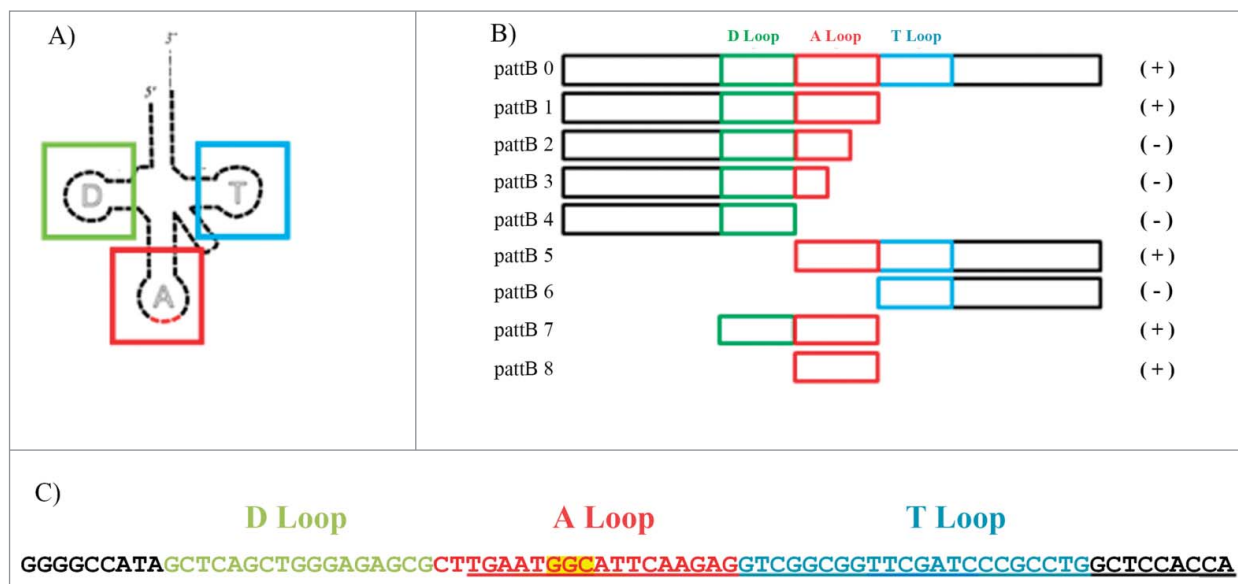 A)
3'
5'
D
T
A
B)
D Loop A Loop T Loop
pattB 0 (+)
pattB 1 (+)
pattB 2 (-)
pattB 3 (-)
pattB 4 (-)
pattB 5 (+)
pattB 6 (-)
pattB 7 (+)
pattB 8 (+)
C)
D Loop A Loop T Loop
GGGGCCATAGCTCAGCTGGGAGAGCGCTTGAATGGCATTCAAGAGGTCGGCGGTTCGATCCCGCCTGGCTCCACCA